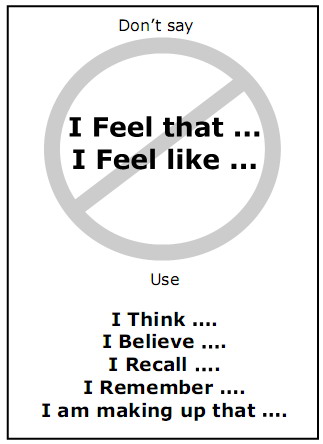 Don't say
I Feel that ...
I Feel like ...
Use
I Think ....
I Believe ....
I Recall ....
I Remember ....
I am making up that ....